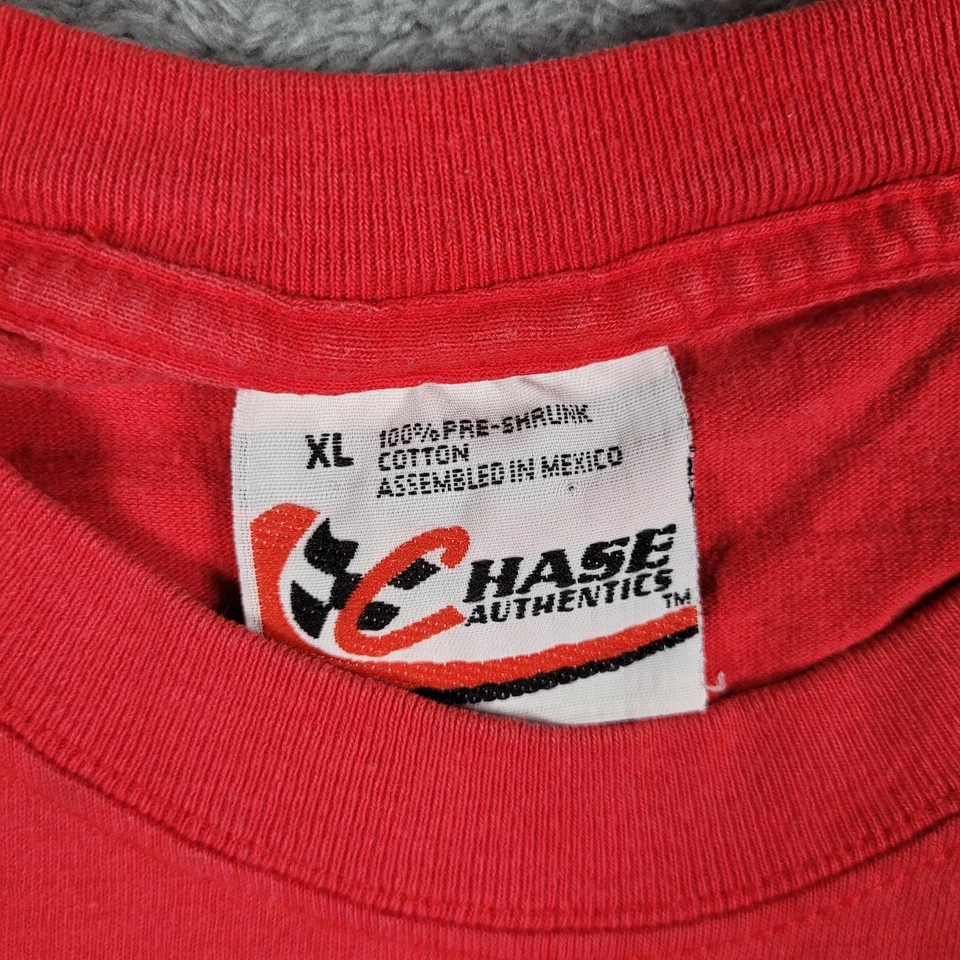 XL 100% PRE-SHRUNK
COTTON
ASSEMBLED IN MEXICO
CHASE
AUTHENTICS TM